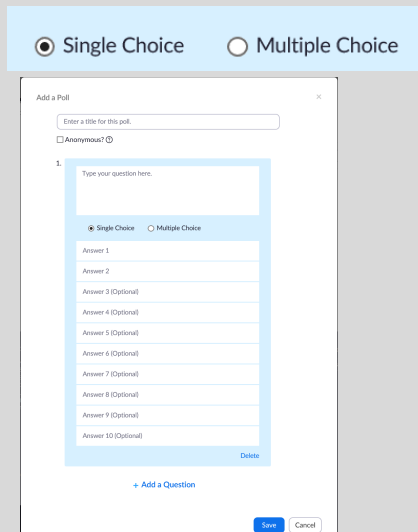 Single Choice Multiple Choice
Add a Poll ×
Enter a title for this poll.
Anonymous? ?
1.
Type your question here.
Single Choice Multiple Choice
Answer 1
Answer 2
Answer 3 (Optional)
Answer 4 (Optional)
Answer 5 (Optional)
Answer 6 (Optional)
Answer 7 (Optional)
Answer 8 (Optional)
Answer 9 (Optional)
Answer 10 (Optional)
Delete
+ Add a Question
Save Cancel